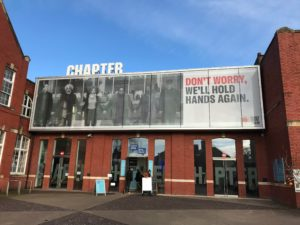 CHAPTER
DON'T WORRY,
WE'LL HOLD
HANDS AGAIN.